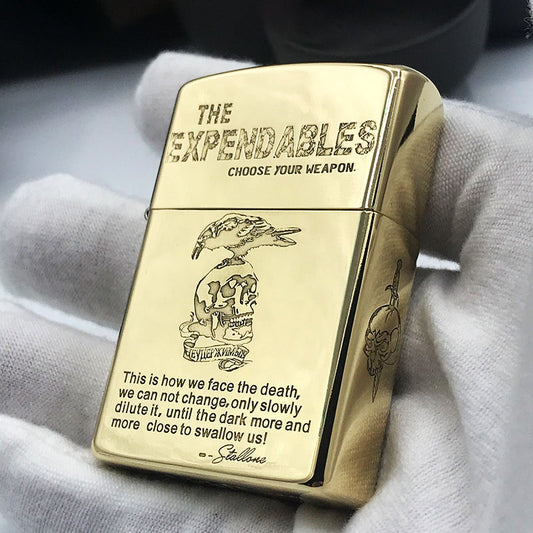 THE
EXPENDABLES
CHOOSE YOUR WEAPON.
НЕУДЕРЖИМЫЕ
This is how we face the death,
we can not change, only slowly
dilute it, until the dark more and
more close to swallow us!
-- Stallone